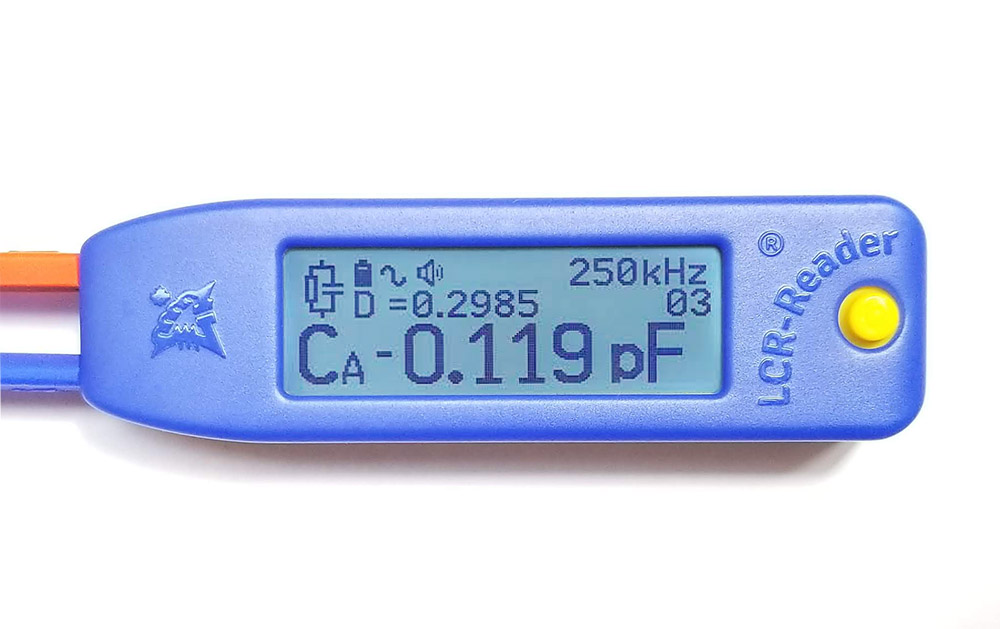 250kHz
D =0.2985 03
CA -0.119 pF
LCR-Reader®